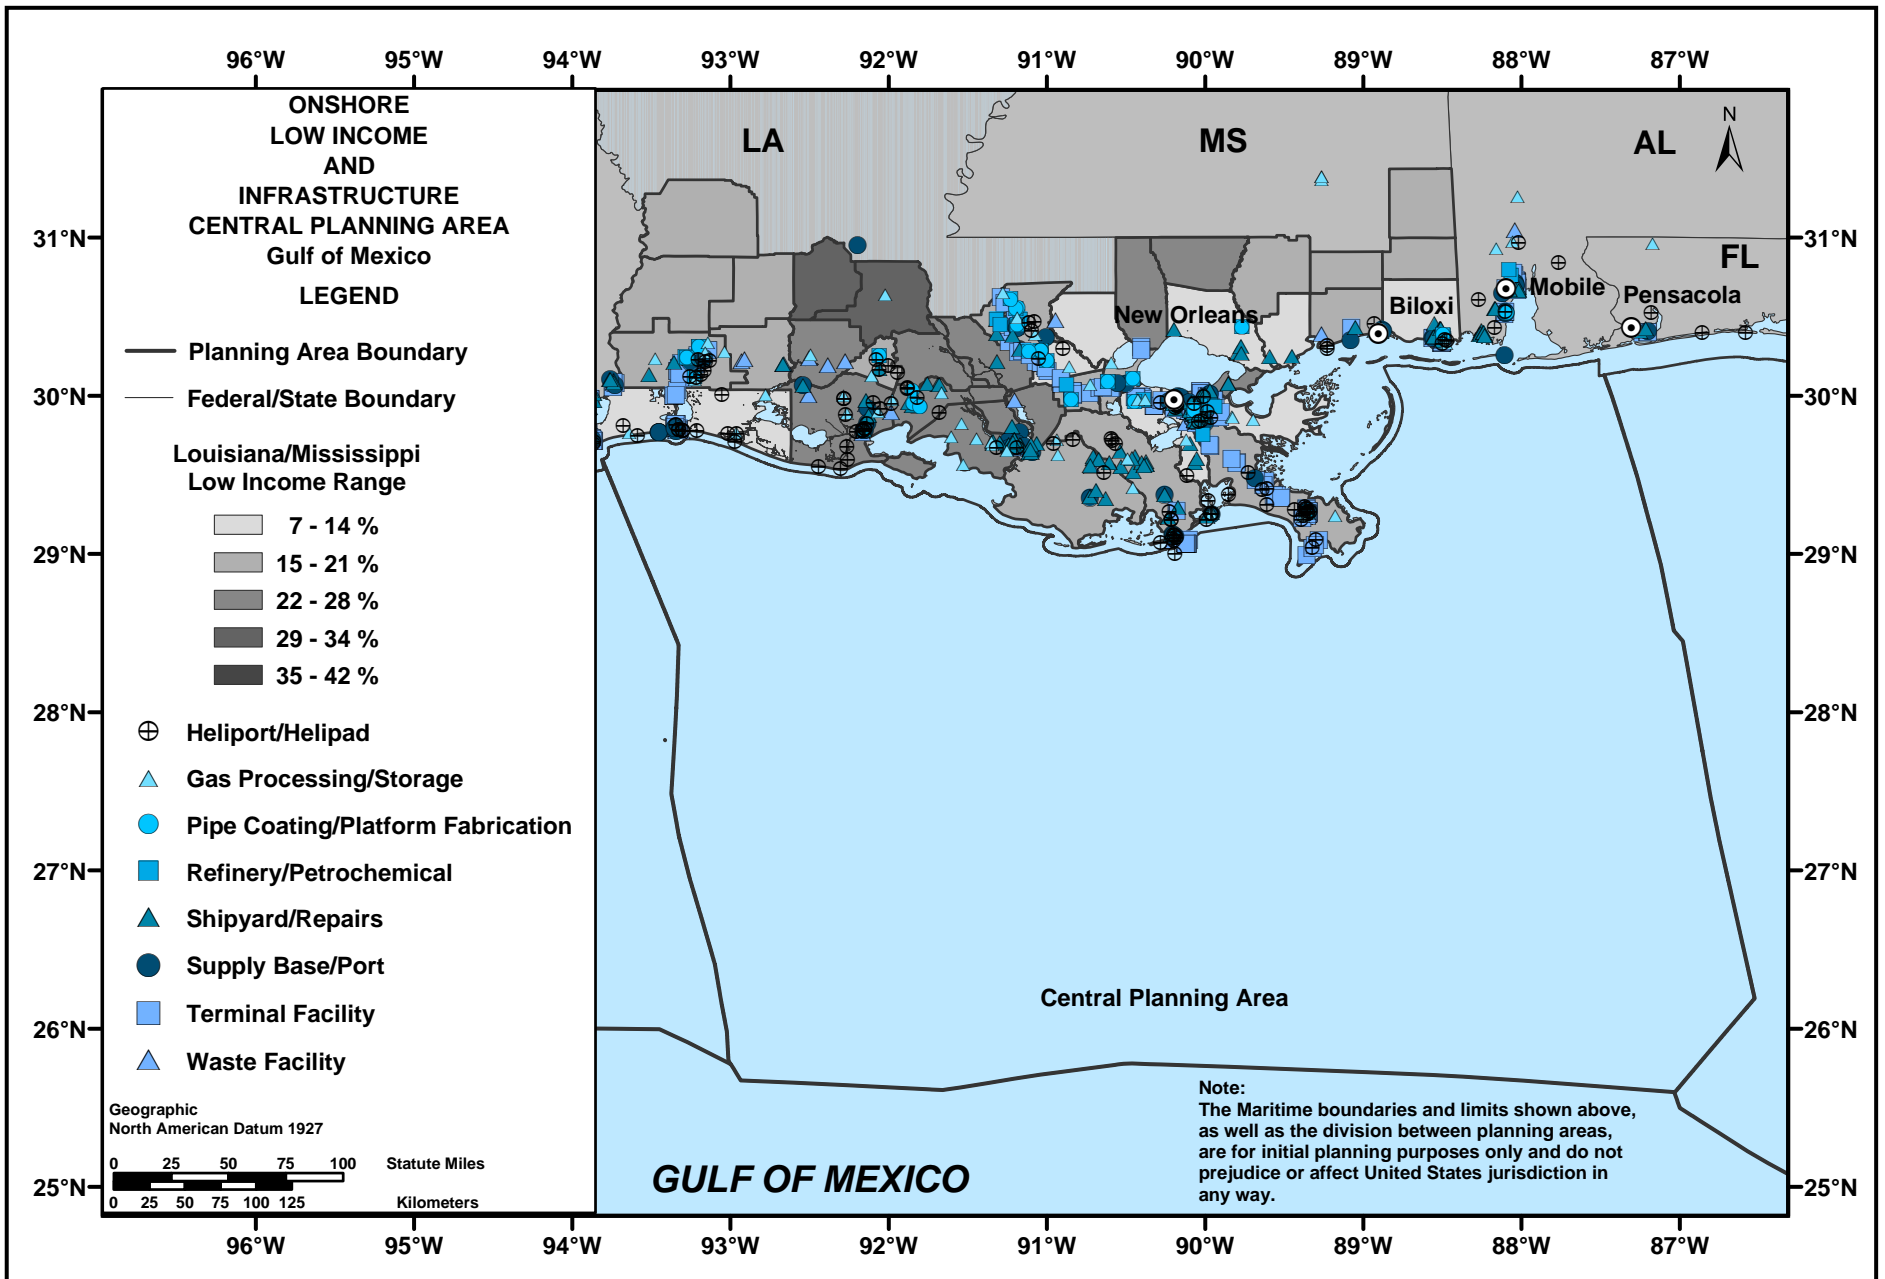 96°W 95°W 94°W 93°W 92°W 91°W 90°W 89°W 88°W 87°W
ONSHORE
LOW INCOME
AND
INFRASTRUCTURE
CENTRAL PLANNING AREA
Gulf of Mexico
LEGEND
Planning Area Boundary
Federal/State Boundary
Louisiana/Mississippi
Low Income Range
7 - 14 %
15 - 21 %
22 - 28 %
29 - 34 %
35 - 42 %
Heliport/Helipad
Gas Processing/Storage
Pipe Coating/Platform Fabrication
Refinery/Petrochemical
Shipyard/Repairs
Supply Base/Port
Terminal Facility
Waste Facility
Geographic
North American Datum 1927
0 25 50 75 100 Statute Miles
0 25 50 75 100 125 Kilometers
31°N
30°N
29°N
28°N
27°N
26°N
25°N
LA
MS
AL
N
FL
New Orleans
Biloxi
Mobile
Pensacola
Central Planning Area
GULF OF MEXICO
Note:
The Maritime boundaries and limits shown above,
as well as the division between planning areas,
are for initial planning purposes only and do not
prejudice or affect United States jurisdiction in
any way.
31°N
30°N
29°N
28°N
27°N
26°N
25°N
96°W 95°W 94°W 93°W 92°W 91°W 90°W 89°W 88°W 87°W